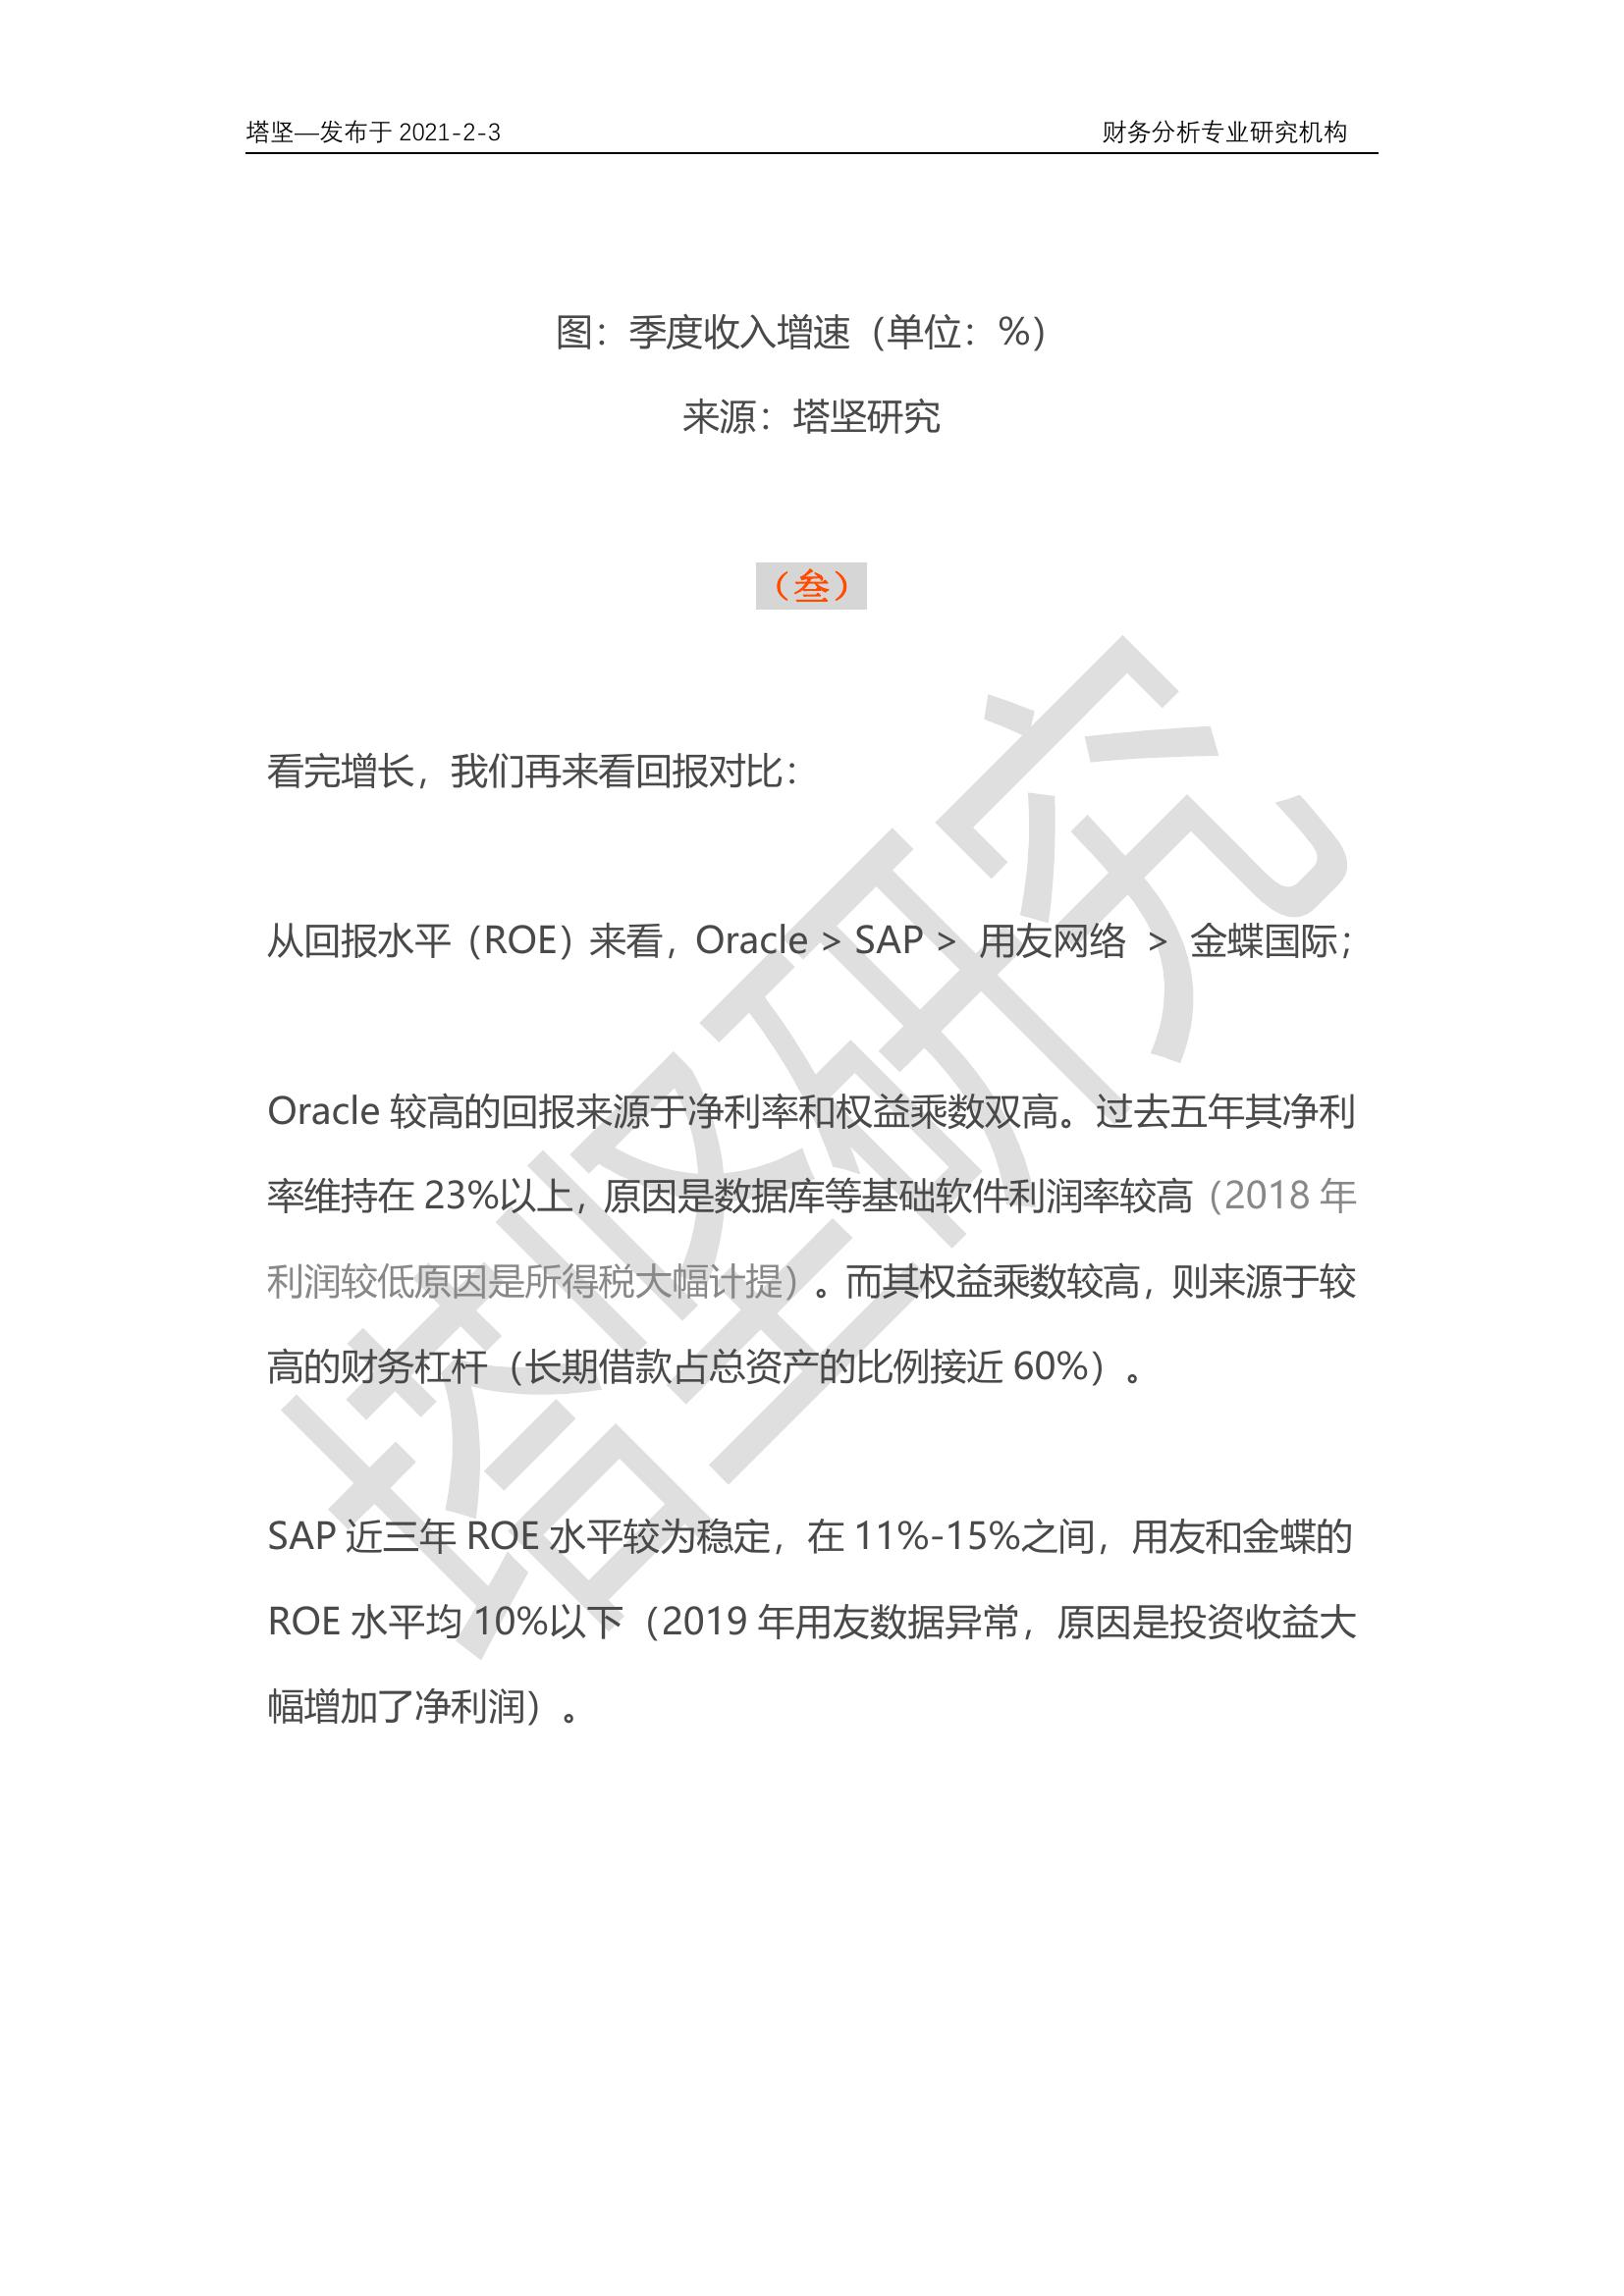 塔坚—发布于 2021-2-3 财务分析专业研究机构
图：季度收入增速（单位：%）
来源：塔坚研究
（叁）
看完增长，我们再来看回报对比：
从回报水平（ROE）来看，Oracle > SAP > 用友网络 > 金蝶国际；
Oracle 较高的回报来源于净利率和权益乘数双高。过去五年其净利
率维持在 23%以上，原因是数据库等基础软件利润率较高（2018 年
利润较低原因是所得税大幅计提）。而其权益乘数较高，则来源于较
高的财务杠杆（长期借款占总资产的比例接近 60%）。
SAP 近三年 ROE 水平较为稳定，在 11%-15%之间，用友和金蝶的
ROE 水平均 10%以下（2019 年用友数据异常，原因是投资收益大
幅增加了净利润）。
塔坚研究